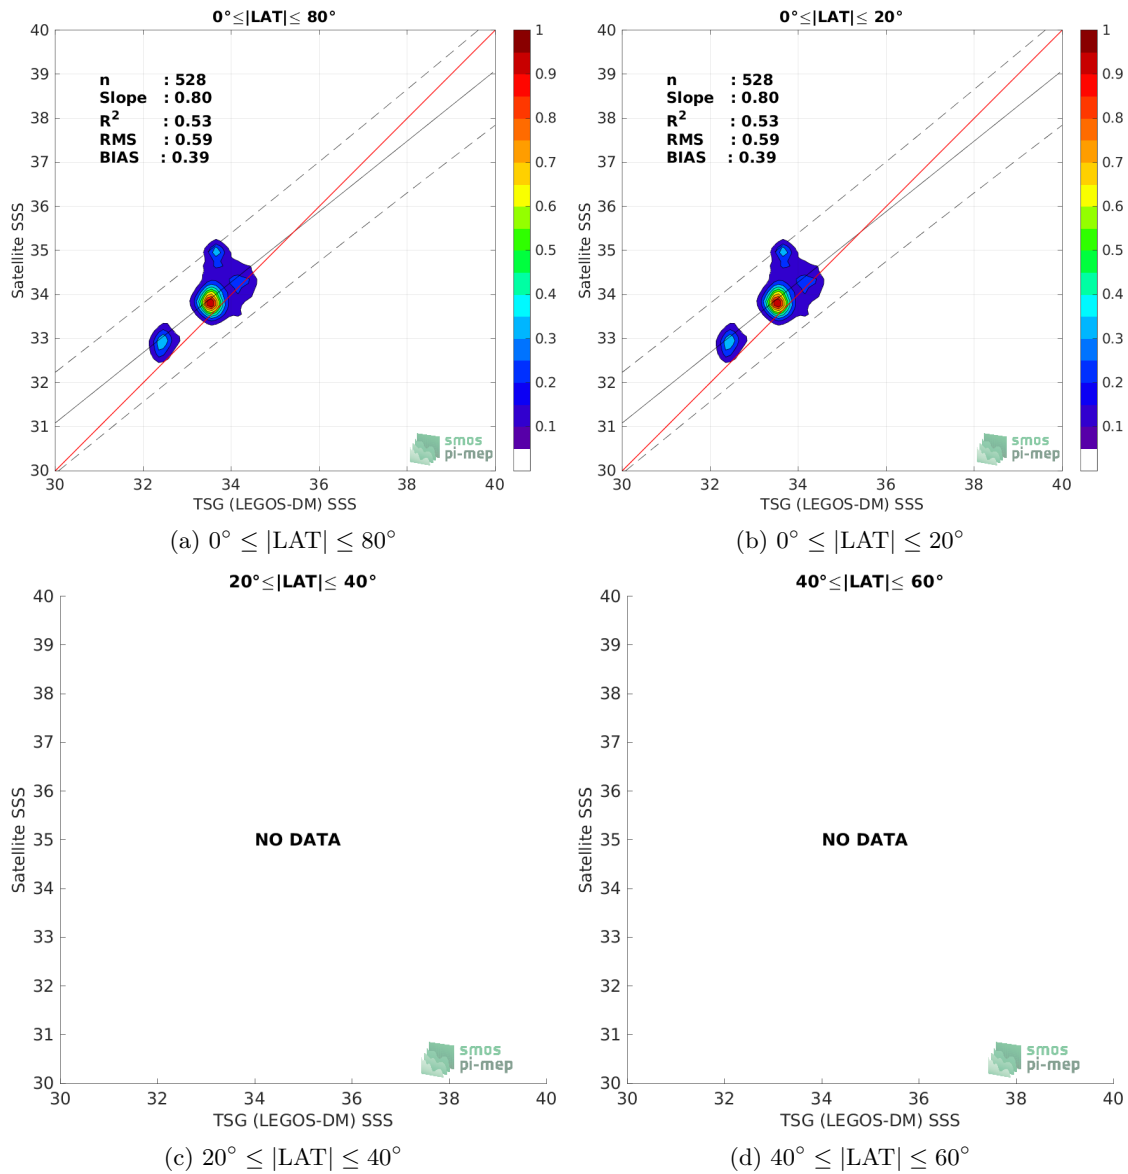 0°≤|LAT|≤ 80°
40
39
38
37
36
35
34
33
32
31
30
Satellite SSS
n : 528
Slope : 0.80
R² : 0.53
RMS : 0.59
BIAS : 0.39
1
0.9
0.8
0.7
0.6
0.5
0.4
0.3
0.2
0.1
smos
pi-mep
30 32 34 36 38 40
TSG (LEGOS-DM) SSS
(a) 0° ≤ |LAT| ≤ 80°
0°≤|LAT|≤ 20°
40
39
38
37
36
35
34
33
32
31
30
Satellite SSS
n : 528
Slope : 0.80
R² : 0.53
RMS : 0.59
BIAS : 0.39
1
0.9
0.8
0.7
0.6
0.5
0.4
0.3
0.2
0.1
smos
pi-mep
30 32 34 36 38 40
TSG (LEGOS-DM) SSS
(b) 0° ≤ |LAT| ≤ 20°
20°≤|LAT|≤ 40°
40
39
38
37
36
35
34
33
32
31
30
Satellite SSS
NO DATA
smos
pi-mep
30 32 34 36 38 40
TSG (LEGOS-DM) SSS
(c) 20° ≤ |LAT| ≤ 40°
40°≤|LAT|≤ 60°
40
39
38
37
36
35
34
33
32
31
30
Satellite SSS
NO DATA
smos
pi-mep
30 32 34 36 38 40
TSG (LEGOS-DM) SSS
(d) 40° ≤ |LAT| ≤ 60°